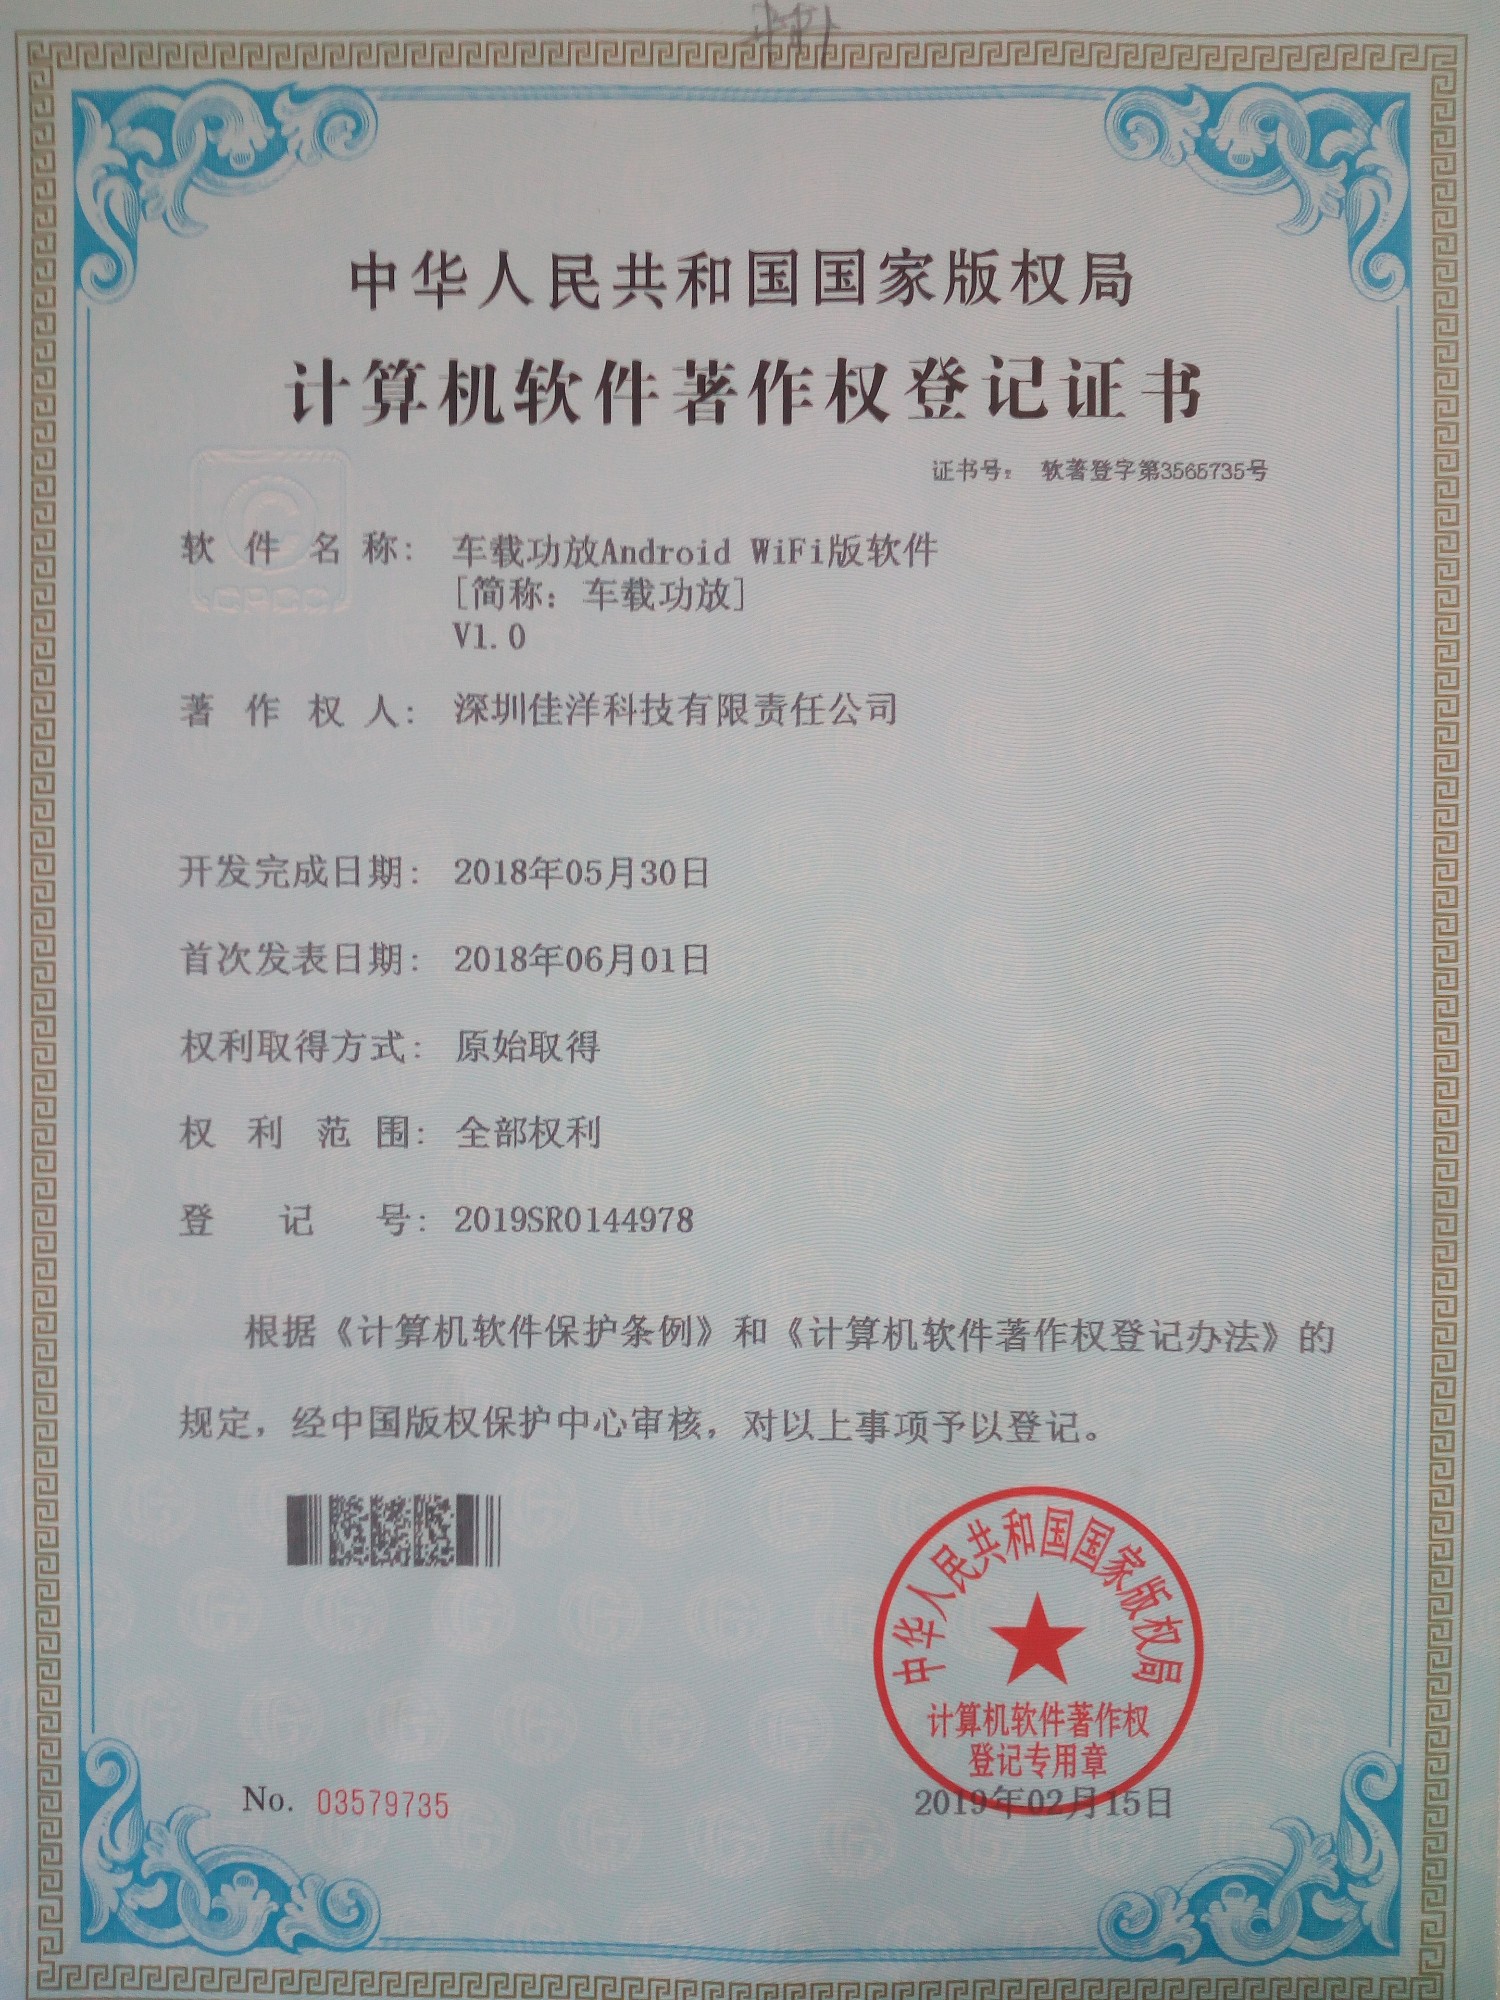 中华人民共和国国家版权局
计算机软件著作权登记证书
证书号： 软著登字第3565735号
软件名称： 车载功放Android WiFi版软件
[简称：车载功放]
V1.0
著作权人： 深圳佳洋科技有限责任公司
开发完成日期： 2018年05月30日
首次发表日期： 2018年06月01日
权利取得方式： 原始取得
权利范围： 全部权利
登记号： 2019SR0144978
根据《计算机软件保护条例》和《计算机软件著作权登记办法》的
规定，经中国版权保护中心审核，对以上事项予以登记。
中华人民共和国国家版权局
计算机软件著作权
登记专用章
No. 03579735
2019年02月15日